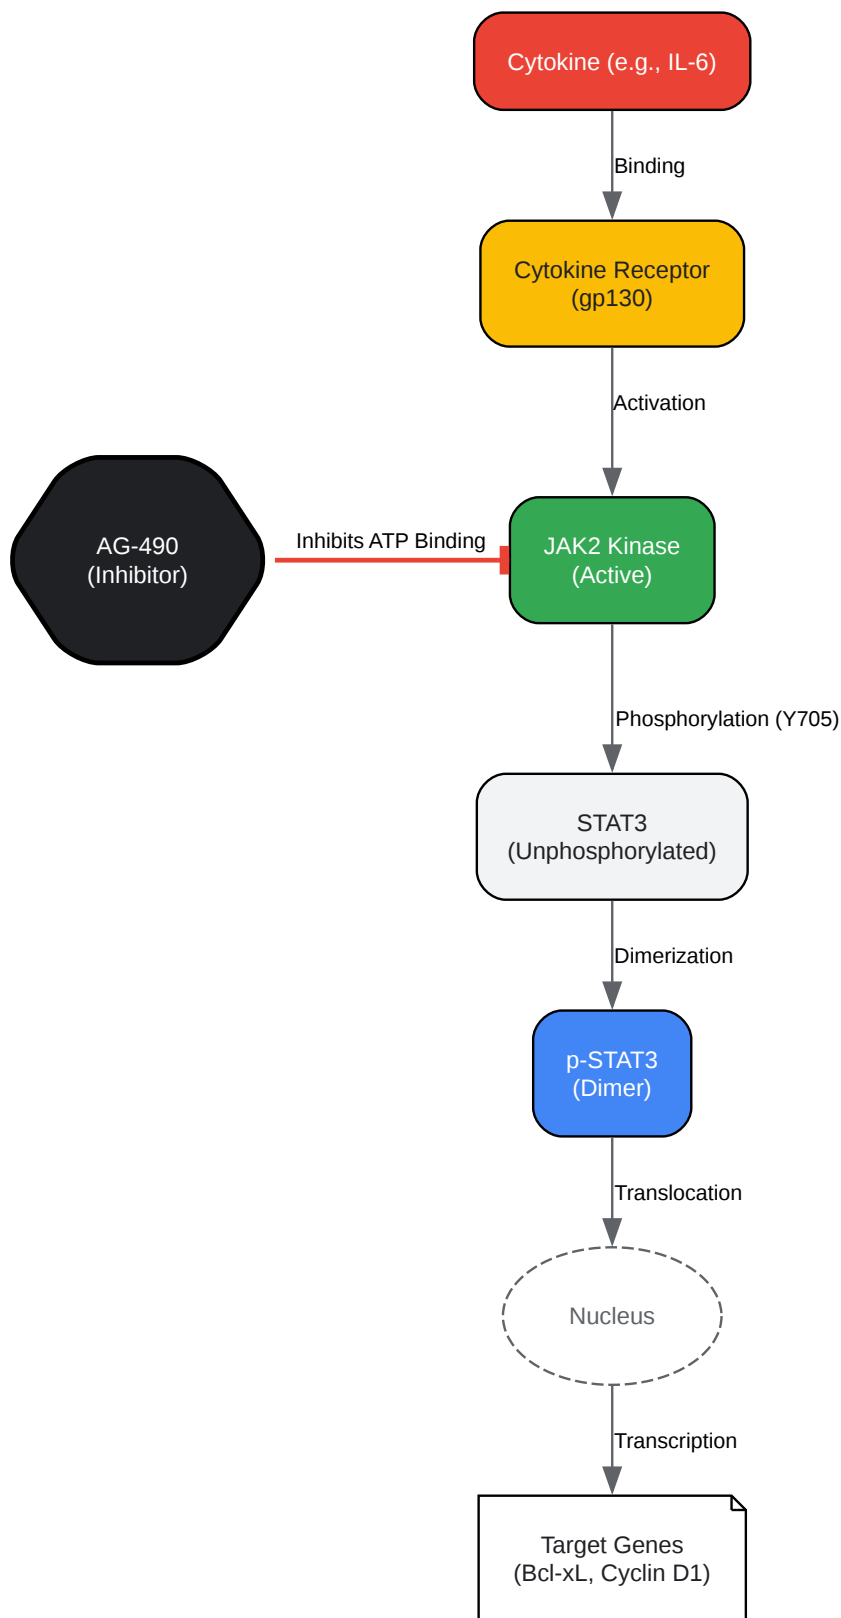 Cytokine (e.g., IL-6)
Binding
Cytokine Receptor
(gp130)
Activation
AG-490
(Inhibitor)
Inhibits ATP Binding
JAK2 Kinase
(Active)
Phosphorylation (Y705)
STAT3
(Unphosphorylated)
Dimerization
p-STAT3
(Dimer)
Translocation
Nucleus
Transcription
Target Genes
(Bcl-xL, Cyclin D1)